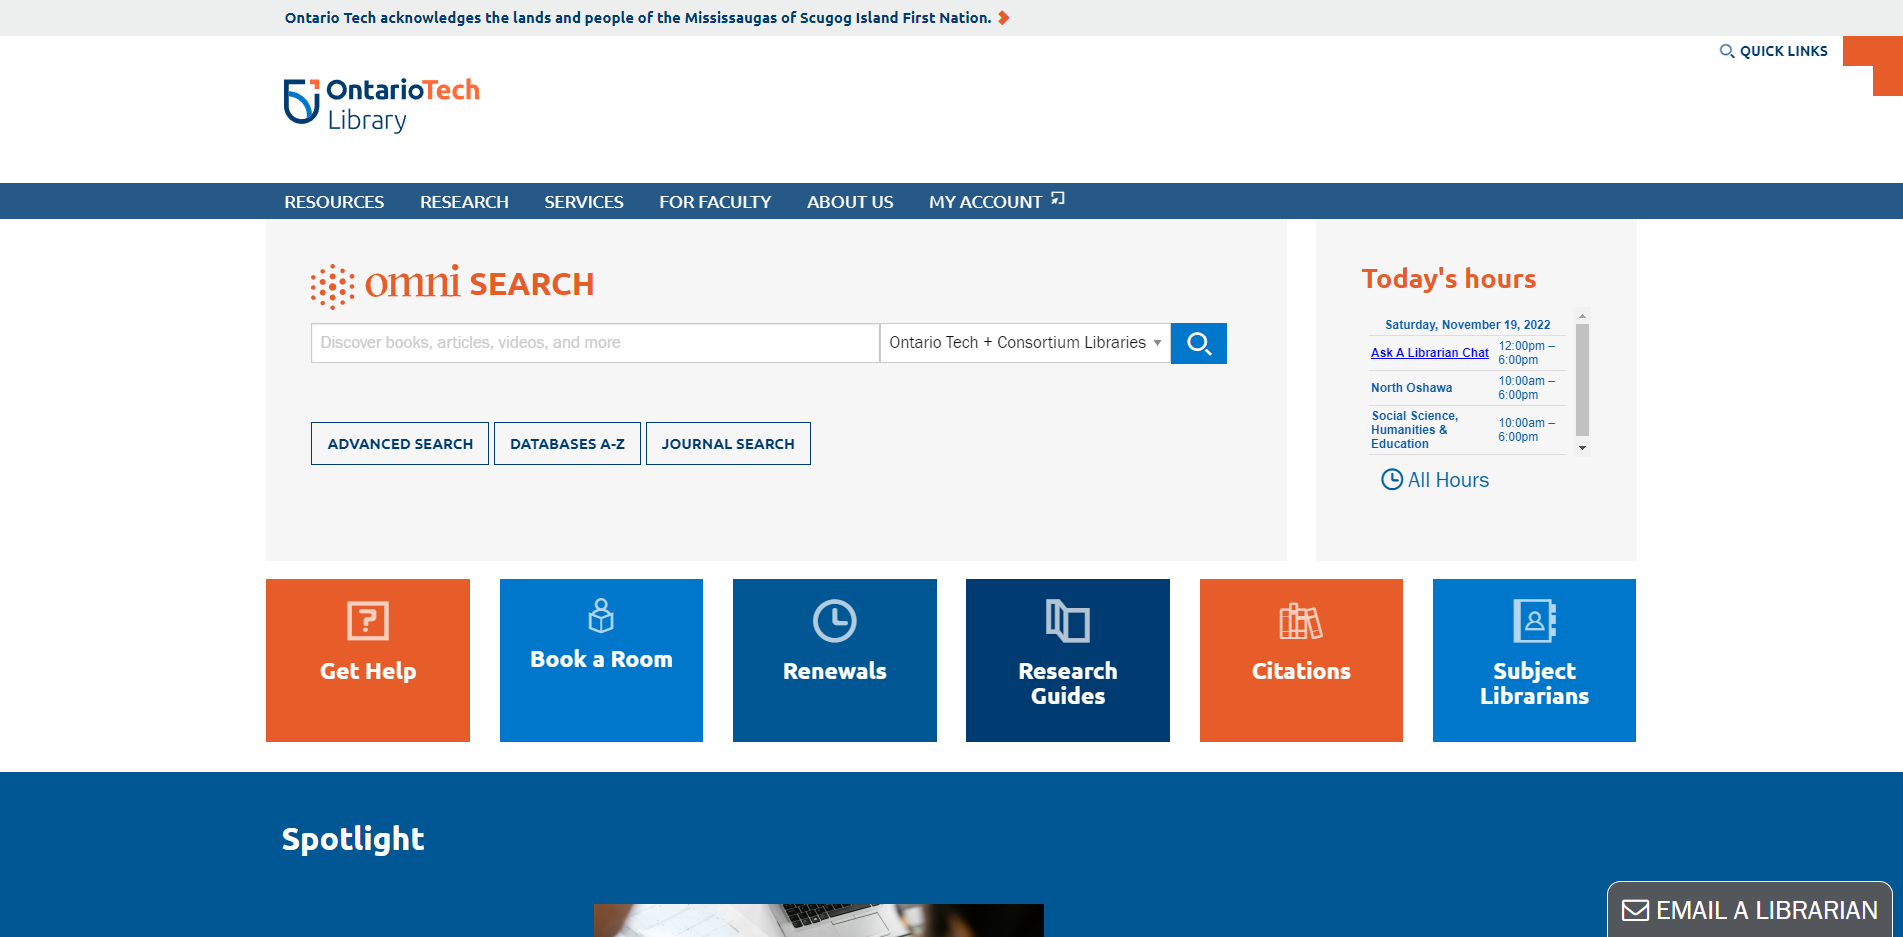 Ontario Tech acknowledges the lands and people of the Mississaugas of Scugog Island First Nation.
QUICK LINKS
OntarioTech
Library
RESOURCES RESEARCH SERVICES FOR FACULTY ABOUT US MY ACCOUNT
omni SEARCH
Discover books, articles, videos, and more
Ontario Tech + Consortium Libraries
ADVANCED SEARCH DATABASES A-Z JOURNAL SEARCH
Today's hours
Saturday, November 19, 2022
Ask A Librarian Chat 12:00pm –
6:00pm
North Oshawa 10:00am –
6:00pm
Social Science,
Humanities &
Education
10:00am –
6:00pm
All Hours
Get Help
Book a Room
Renewals
Research
Guides
Citations
Subject
Librarians
Spotlight
EMAIL A LIBRARIAN